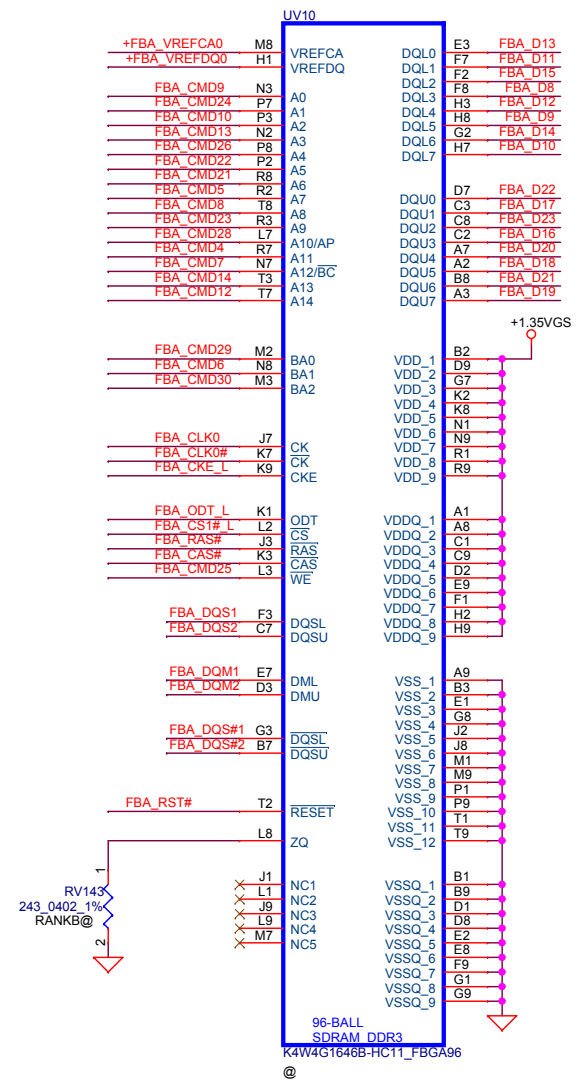 UV10
+FBA_VREFCA0 M8 VREFCA DQL0 E3 FBA_D13
+FBA_VREFDQ0 H1 VREFDQ DQL1 F7 FBA_D11
DQL2 F2 FBA_D15
FBA_CMD9 N3 A0 DQL3 F8 FBA_D8
FBA_CMD24 P7 A1 DQL4 H3 FBA_D12
FBA_CMD10 P3 A2 DQL5 H8 FBA_D9
FBA_CMD13 N2 A3 DQL6 G2 FBA_D14
FBA_CMD26 P8 A4 DQL7 H7 FBA_D10
FBA_CMD22 P2 A5
FBA_CMD21 R8 A6
FBA_CMD5 R2 A7 DQU0 D7 FBA_D22
FBA_CMD8 T8 A8 DQU1 C3 FBA_D17
FBA_CMD23 R3 A9 DQU2 C8 FBA_D23
FBA_CMD28 L7 A10/AP DQU3 C2 FBA_D16
FBA_CMD4 R7 A11 DQU4 A7 FBA_D20
FBA_CMD7 N7 A12/BC DQU5 A2 FBA_D18
FBA_CMD14 T3 A13 DQU6 B8 FBA_D21
FBA_CMD12 T7 A14 DQU7 A3 FBA_D19
+1.35VGS
FBA_CMD29 M2 BA0 VDD_1 B2
FBA_CMD6 N8 BA1 VDD_2 D9
FBA_CMD30 M3 BA2 VDD_3 G7
VDD_4 K2
VDD_5 K8
VDD_6 N1
FBA_CLK0 J7 CK VDD_7 N9
FBA_CLK0# K7 CK VDD_8 R1
FBA_CKE_L K9 CKE VDD_9 R9
FBA_ODT_L K1 ODT VDDQ_1 A1
FBA_CS1#_L L2 CS VDDQ_2 A8
FBA_RAS# J3 RAS VDDQ_3 C1
FBA_CAS# K3 CAS VDDQ_4 C9
FBA_CMD25 L3 WE VDDQ_5 D2
VDDQ_6 E9
VDDQ_7 F1
FBA_DQS1 F3 DQSL VDDQ_8 H2
FBA_DQS2 C7 DQSU VDDQ_9 H9
FBA_DQM1 E7 DML VSS_1 A9
FBA_DQM2 D3 DMU VSS_2 B3
VSS_3 E1
VSS_4 G8
FBA_DQS#1 G3 DQSL VSS_5 J2
FBA_DQS#2 B7 DQSU VSS_6 J8
VSS_7 M1
VSS_8 M9
VSS_9 P1
FBA_RST# T2 RESET VSS_10 P9
VSS_11 T1
L8 ZQ VSS_12 T9
1
J1 NC1 VSSQ_1 B1
RV143 L1 NC2 VSSQ_2 B9
243_0402_1% J9 NC3 VSSQ_3 D1
RANKB@ L9 NC4 VSSQ_4 D8
2 M7 NC5 VSSQ_5 E2
VSSQ_6 E8
VSSQ_7 F9
VSSQ_8 G1
VSSQ_9 G9
96-BALL
SDRAM DDR3
K4W4G1646B-HC11_FBGA96
@